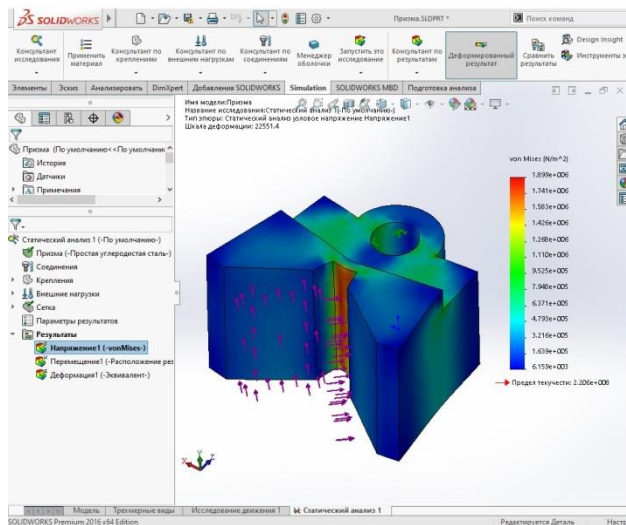 SOLIDWORKS
Призма.SLDPRT *
Поиск команд
Консультант исследования
Применить материал
Консультант по креплениям
Консультант по внешним нагрузкам
Консультант по соединениям
Менеджер оболочки
Запустить это исследование
Консультант по результатам
Деформированный результат
Сравнить результаты
Design Insight
Инструменты э
Элементы
Эскиз
Анализировать
DimXpert
Добавления SOLIDWORKS
Simulation
SOLIDWORKS MBD
Подготовка анализа
Имя модели:Призма
Название исследования:Статический анализ 1(-По умолчанию-)
Тип эпюры: Статический анализ узловое напряжение Напряжение1
Шкала деформации: 22551.4
Призма (По умолчанию<<По умолчани
История
Датчики
Примечания
Статический анализ 1 (-По умолчанию-)
Призма (-Простая углеродистая сталь-)
Соединения
Крепления
Внешние нагрузки
Сетка
Параметры результатов
Результаты
Напряжение1 (-vonMises-)
Перемещение1 (-Расположение рез
Деформация1 (-Эквивалент-)
von Mises (N/m^2)
1.899e+006
1.741e+006
1.583e+006
1.426e+006
1.268e+006
1.110e+006
9.525e+005
7.948e+005
6.371e+005
4.793e+005
3.216e+005
1.639e+005
6.159e+003
Предел текучести: 2.206e+008
Модель
Трехмерные виды
Исследование движения 1
Статический анализ 1
SOLIDWORKS Premium 2016 x64 Edition
Редактируется Деталь
Настр